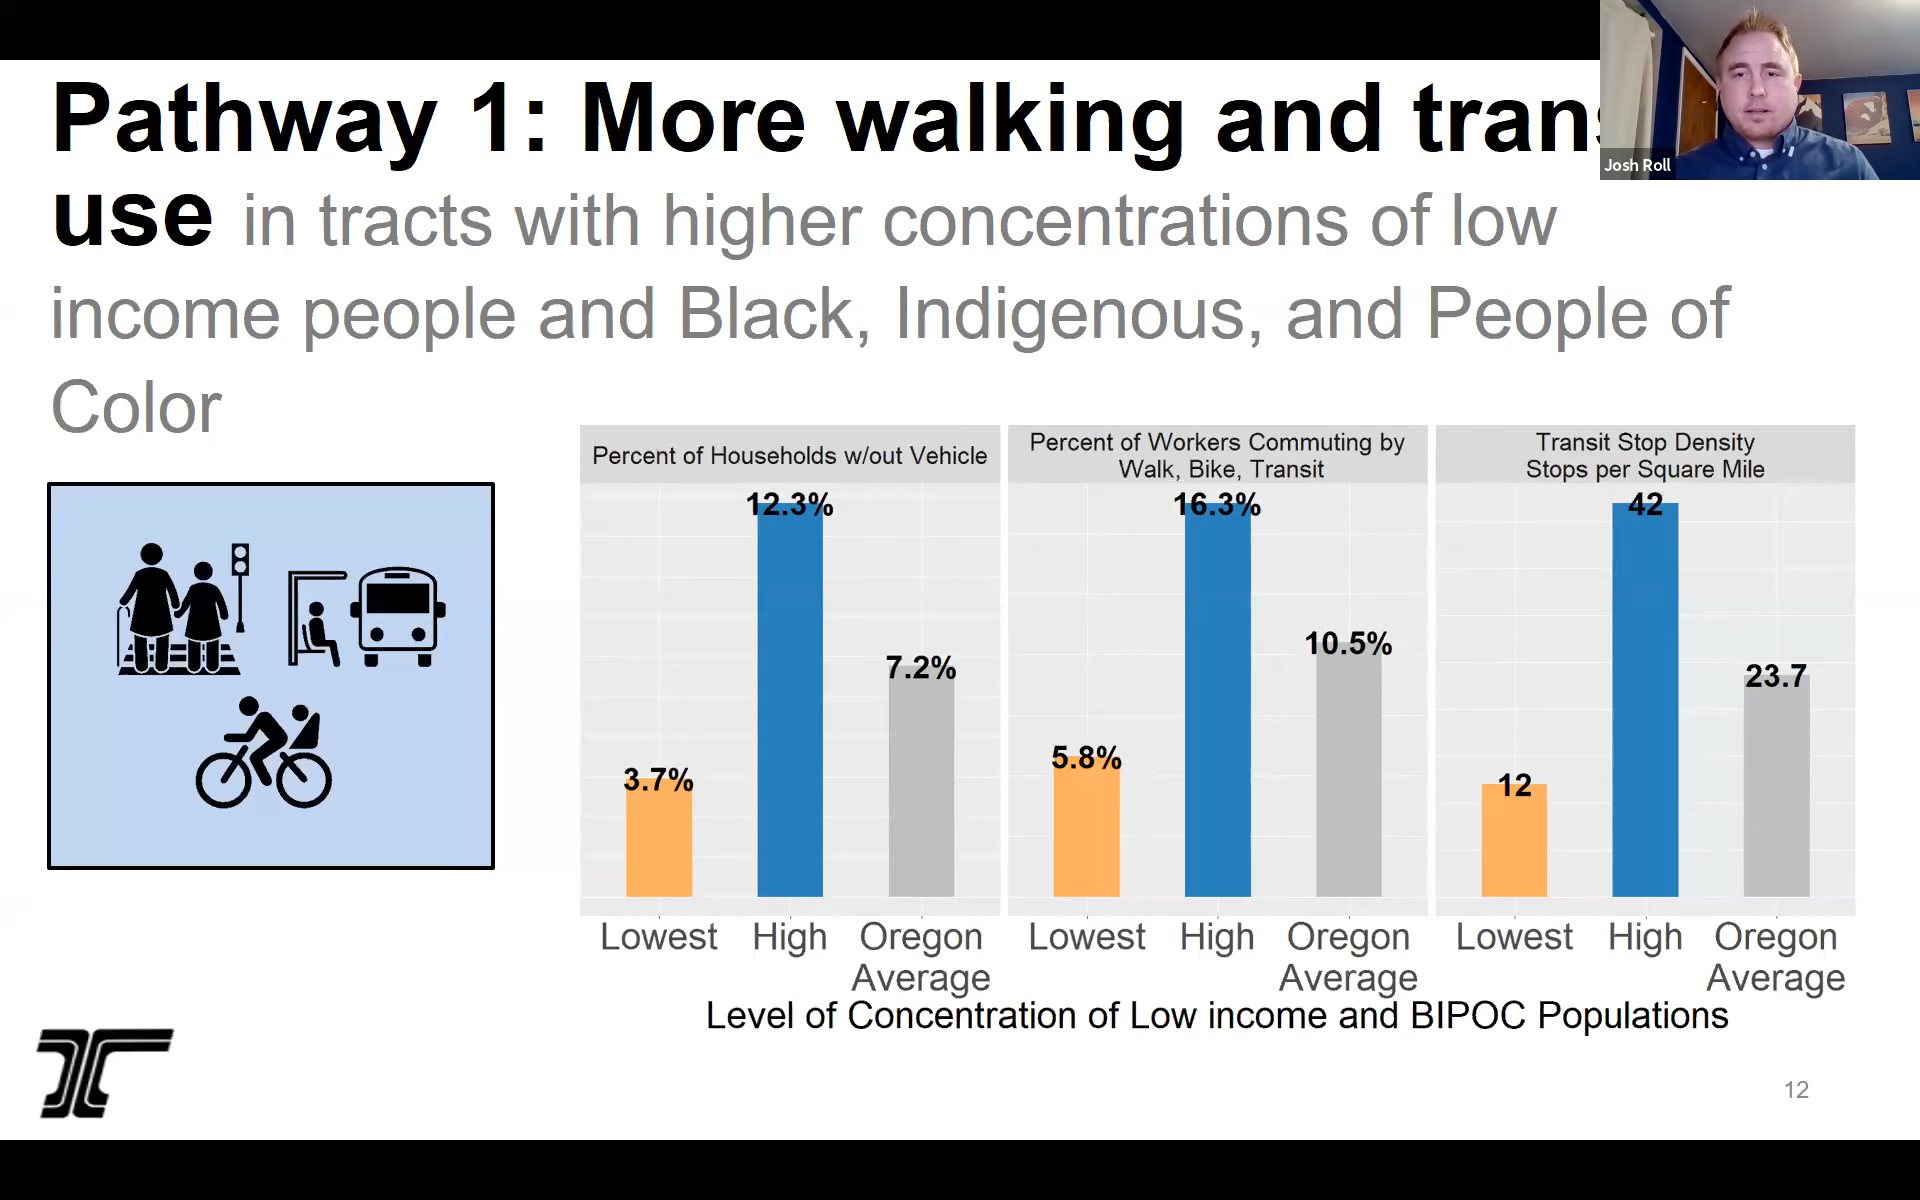 Pathway 1: More walking and
use in tracts with higher concentrations of low
income people and Black, Indigenous, and People of
Color
Josh Roll
Percent of Households w/out Vehicle
12.3%
7.2%
3.7%
Lowest High Oregon
Average
Percent of Workers Commuting by
Walk, Bike, Transit
16.3%
10.5%
5.8%
Lowest High Oregon
Average
Transit Stop Density
Stops per Square Mile
42
23.7
12
Lowest High Oregon
Average
Level of Concentration of Low income and BIPOC Populations
12